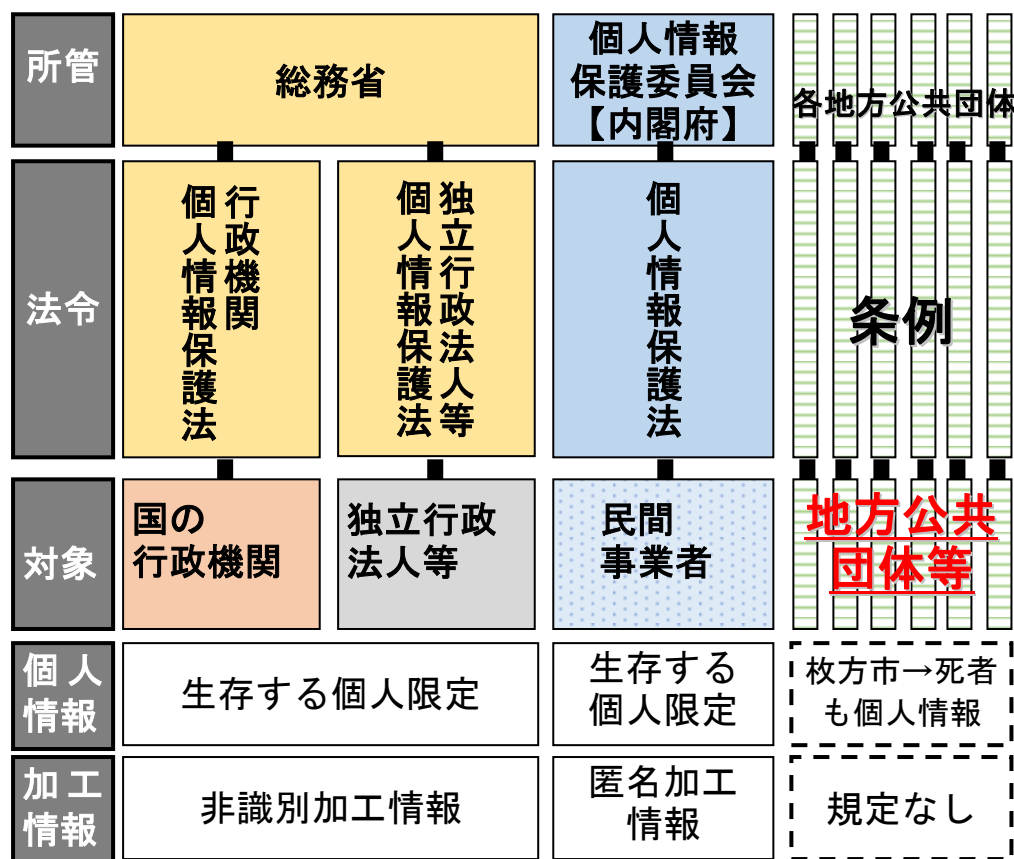 所管
総務省
個人情報
保護委員会
【内閣府】
各地方公共団体
法令
行政機関
個人情報保護法
独立行政法人等
個人情報保護法
個人情報保護法
条例
対象
国の
行政機関
独立行政
法人等
民間
事業者
地方公共
団体等
個人
情報
生存する個人限定
生存する
個人限定
枚方市→死者
も個人情報
加工
情報
非識別加工情報
匿名加工
情報
規定なし